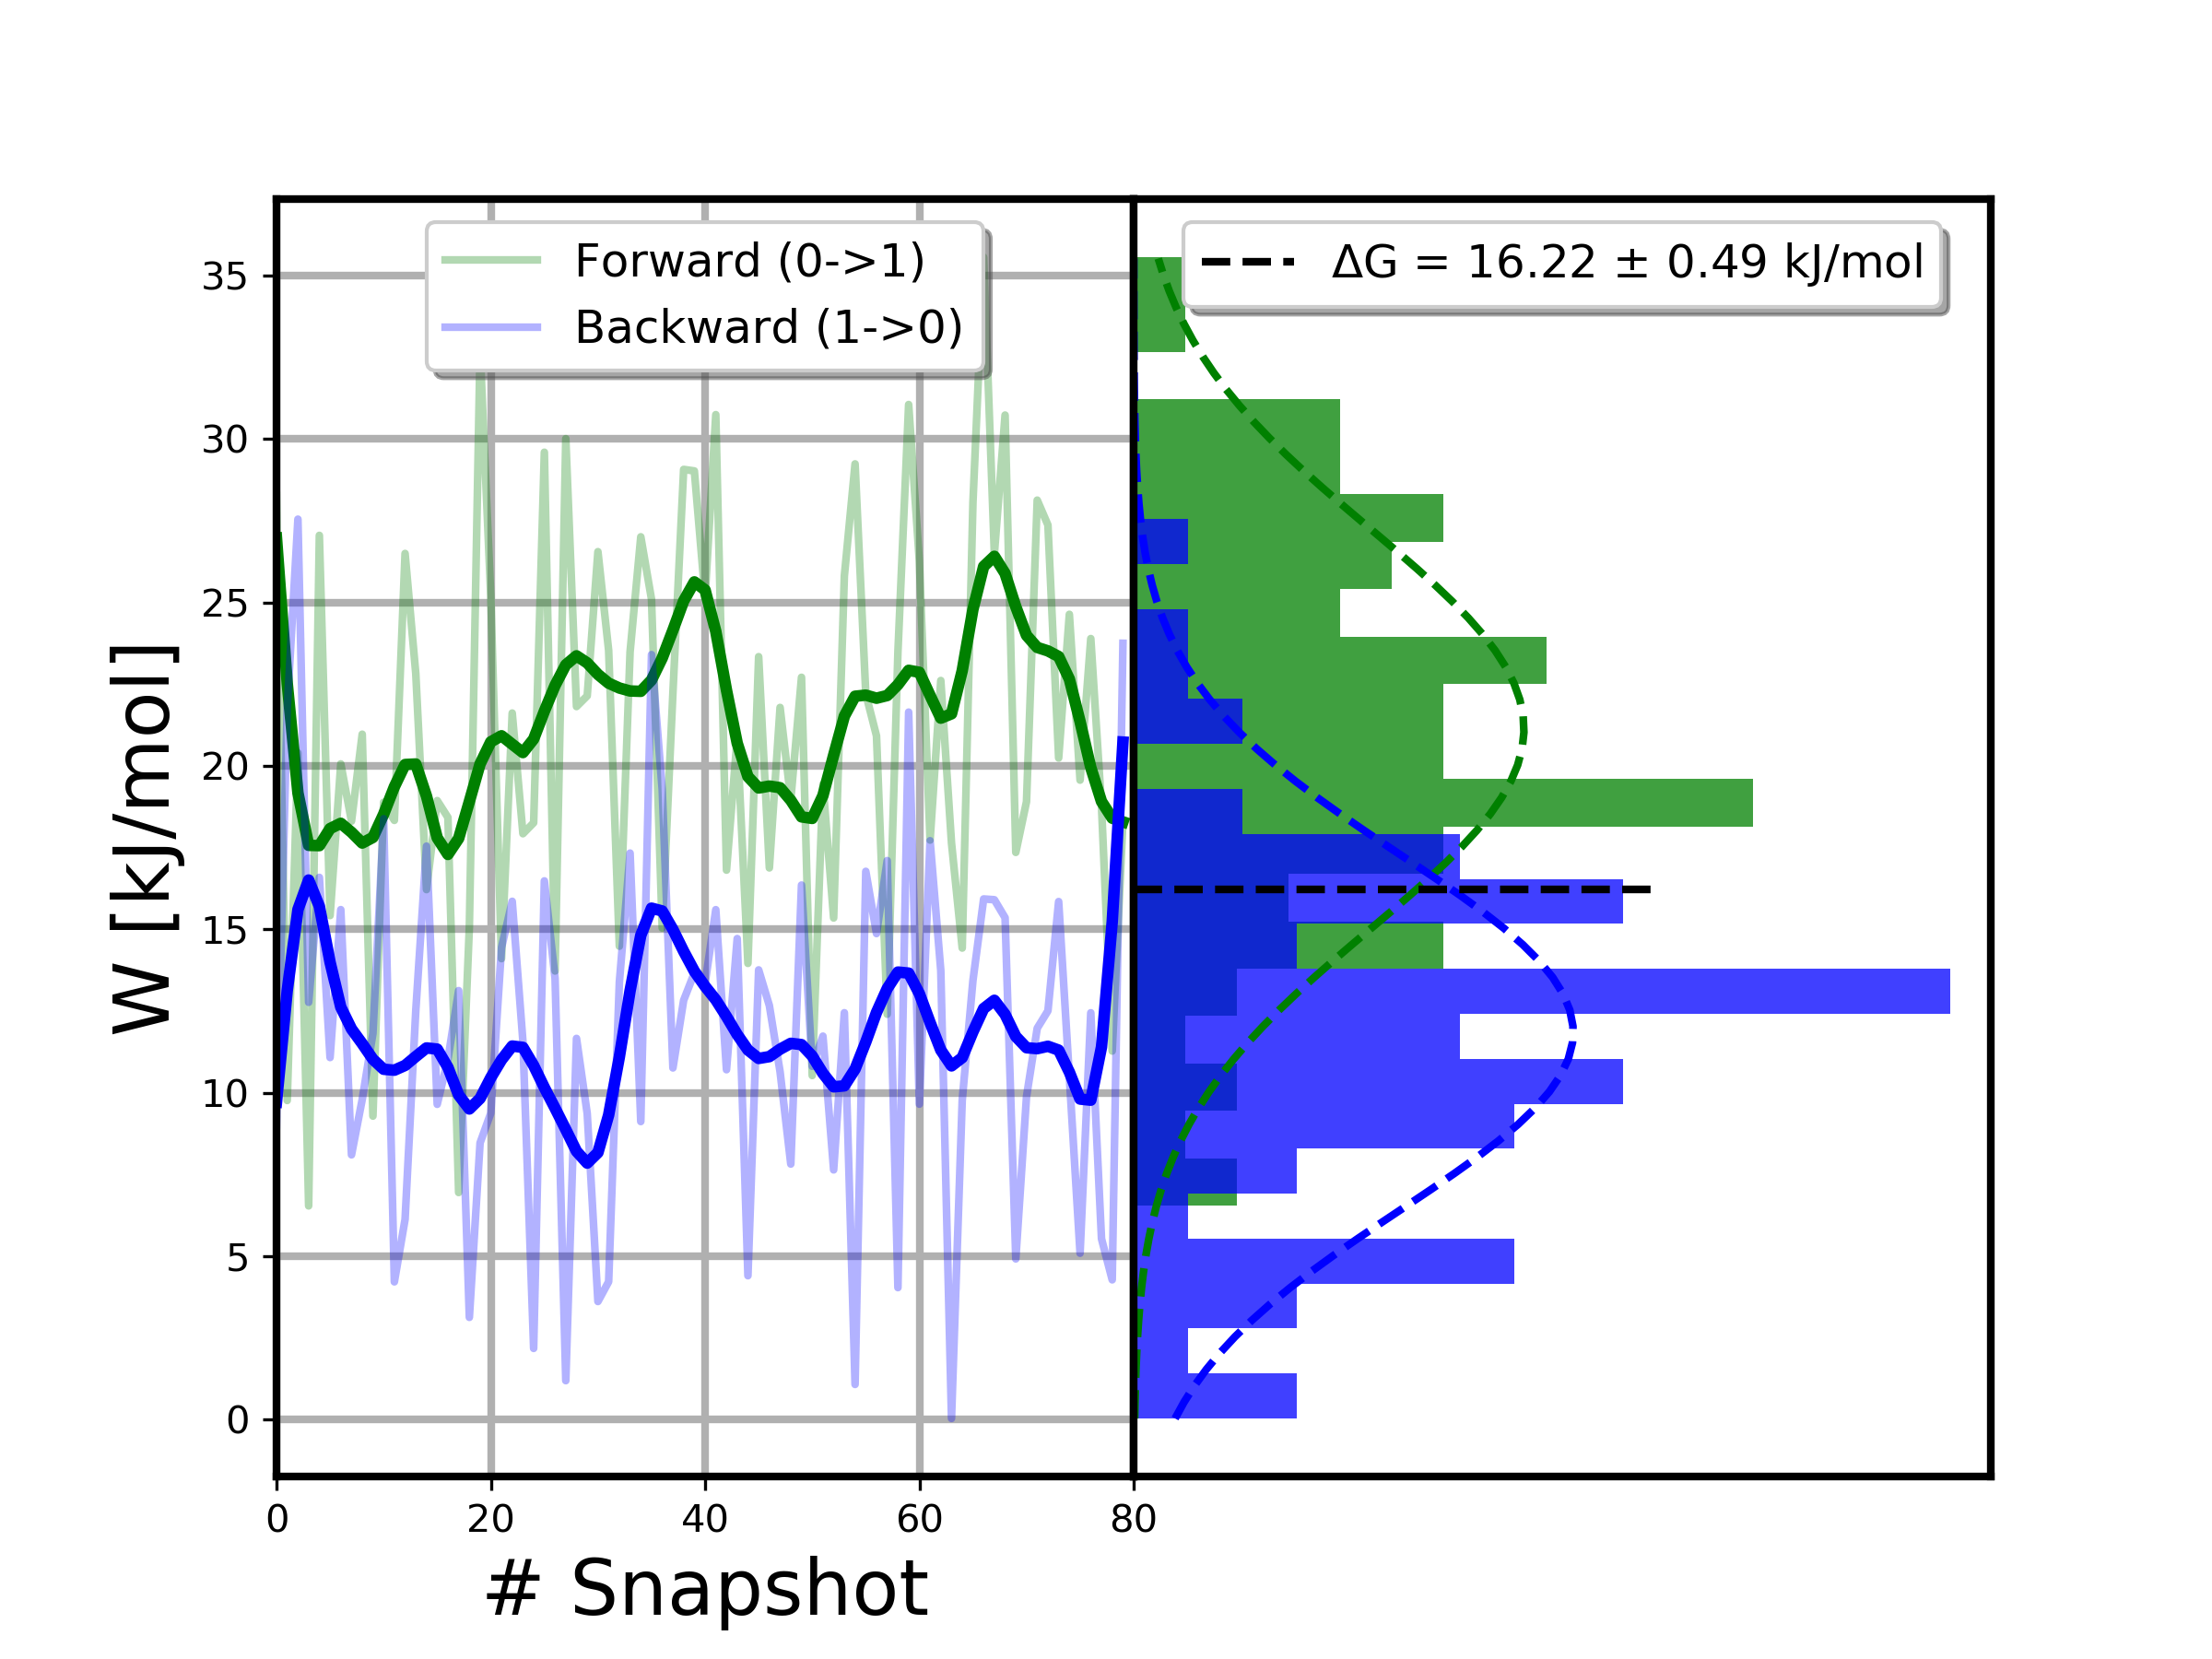 Forward (0->1)
Backward (1->0)
ΔG = 16.22 ± 0.49 kJ/mol
W [kJ/mol]
35
30
25
20
15
10
5
0
0 20 40 60 80
# Snapshot